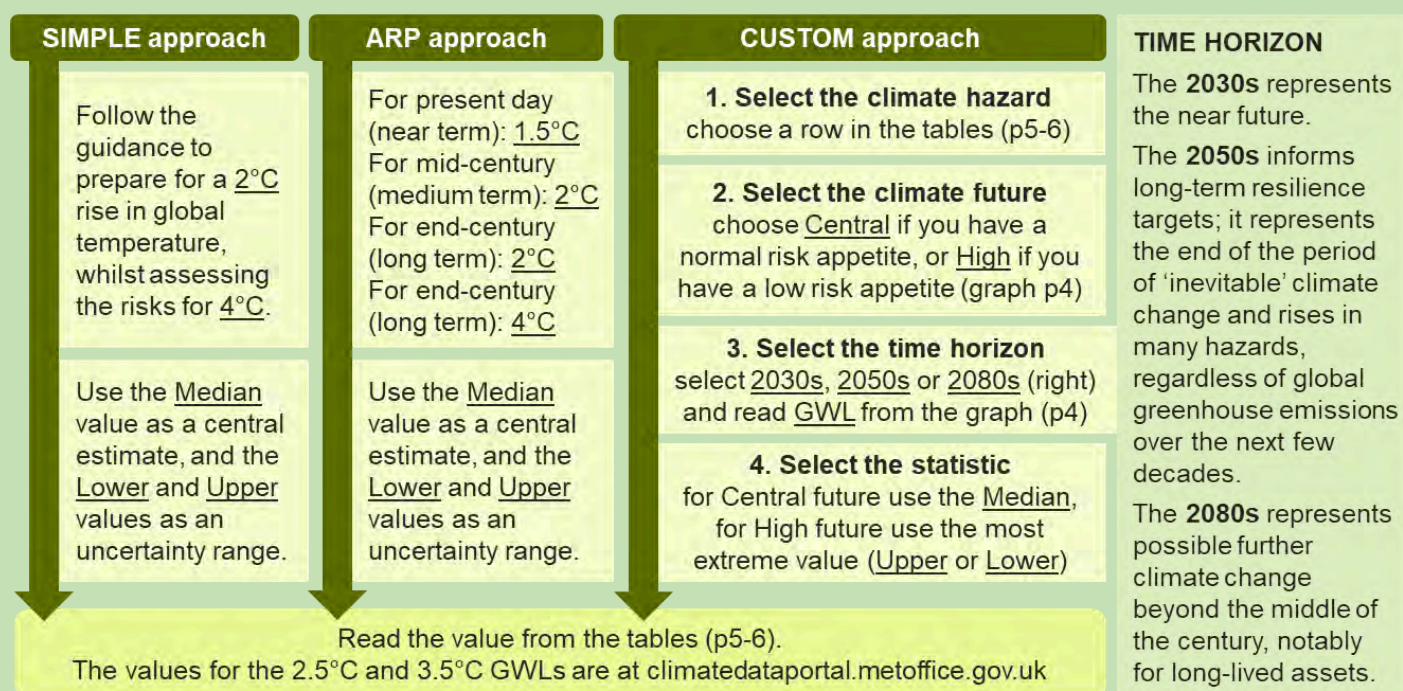 SIMPLE approach
Follow the
guidance to
prepare for a 2°C
rise in global
temperature,
whilst assessing
the risks for 4°C.
Use the Median
value as a central
estimate, and the
Lower and Upper
values as an
uncertainty range.
ARP approach
For present day
(near term): 1.5°C
For mid-century
(medium term): 2°C
For end-century
(long term): 2°C
For end-century
(long term): 4°C
Use the Median
value as a central
estimate, and the
Lower and Upper
values as an
uncertainty range.
CUSTOM approach
1. Select the climate hazard
choose a row in the tables (p5-6)
2. Select the climate future
choose Central if you have a
normal risk appetite, or High if you
have a low risk appetite (graph p4)
3. Select the time horizon
select 2030s, 2050s or 2080s (right)
and read GWL from the graph (p4)
4. Select the statistic
for Central future use the Median,
for High future use the most
extreme value (Upper or Lower)
Read the value from the tables (p5-6).
The values for the 2.5°C and 3.5°C GWLs are at climatedataportal.metoffice.gov.uk
TIME HORIZON
The 2030s represents
the near future.
The 2050s informs
long-term resilience
targets; it represents
the end of the period
of ‘inevitable’ climate
change and rises in
many hazards,
regardless of global
greenhouse emissions
over the next few
decades.
The 2080s represents
possible further
climate change
beyond the middle of
the century, notably
for long-lived assets.